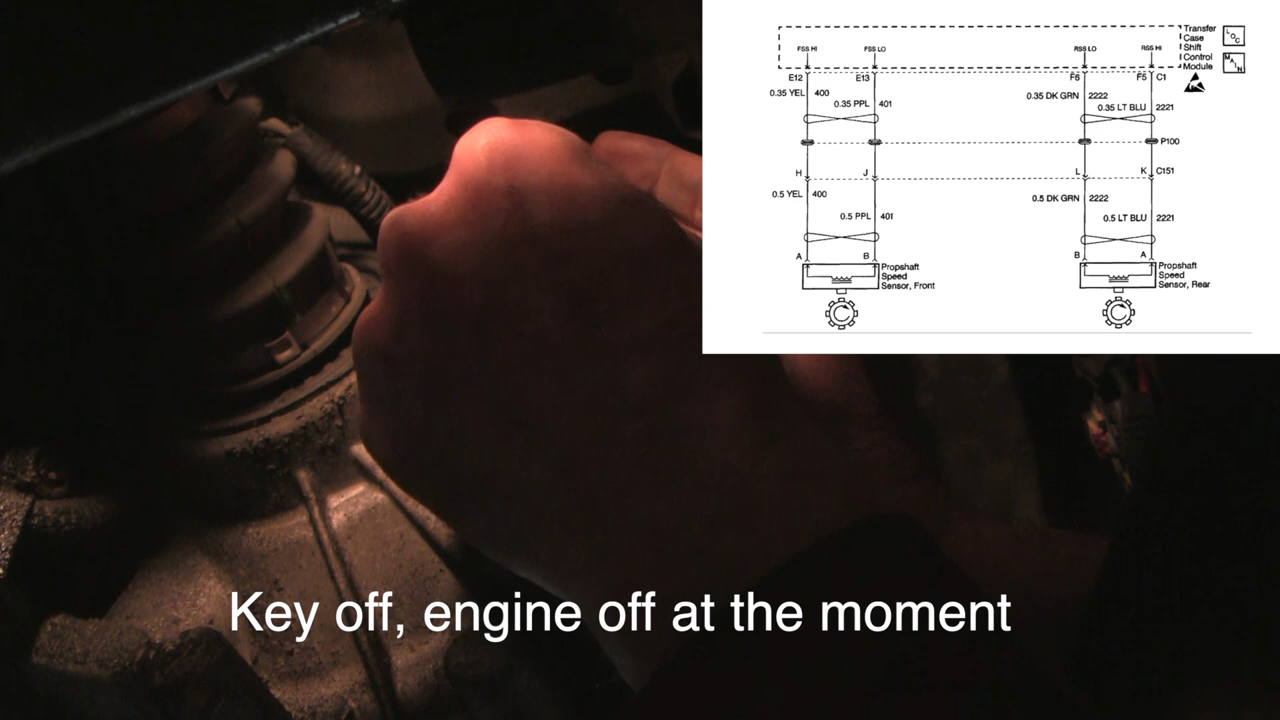 FSS HI FSS LO RSS LO RSS HI
Transfer
Case
Shift
Control
Module
LOC
MAIN
E12 E13 F6 F5 C1
0.35 YEL 400
0.35 PPL 401
0.35 DK GRN 2222
0.35 LT BLU 2221
P100
H J L K C151
0.5 YEL 400
0.5 PPL 401
0.5 DK GRN 2222
0.5 LT BLU 2221
A B B A
Propshaft
Speed
Sensor, Front
Propshaft
Speed
Sensor, Rear
Key off, engine off at the moment